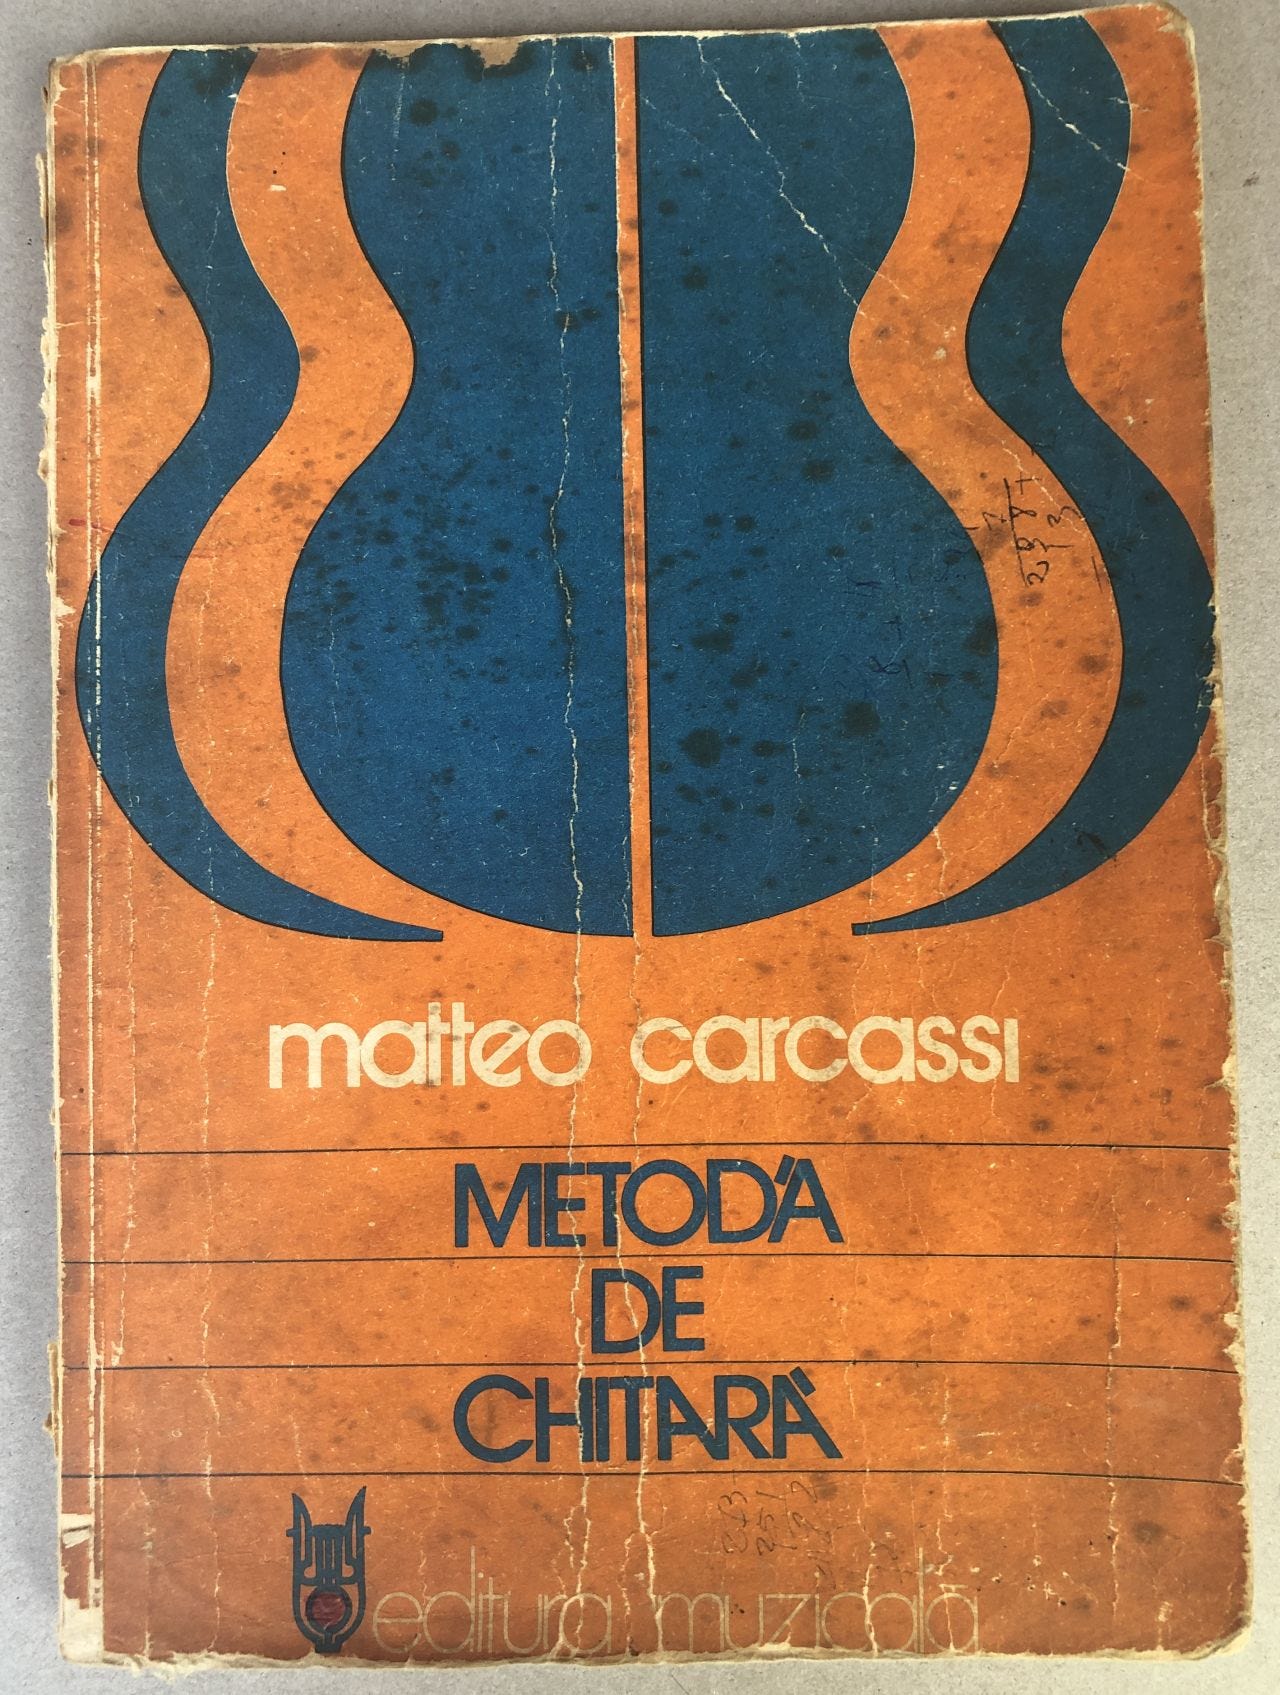 matteo carcassi
METODĂ
DE
CHITARĂ
editura muzicală